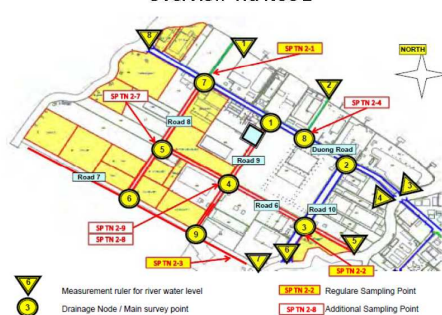 8
1
SP TN 2-1
NORTH
2
7
SP TN 2-7
SP TN 2-4
Road 8
1
8
Duong Road
5
Road 9
2
Road 7
4
3
4
6
Road 6
Road 10
SP TN 2-9
SP TN 2-8
9
3
5
6
SP TN 2-3
7
SP TN 2-2
6
Measurement ruler for river water level
SP TN 2-2
Regulare Sampling Point
3
Drainage Node / Main survey point
SP TN 2-8
Additional Sampling Point